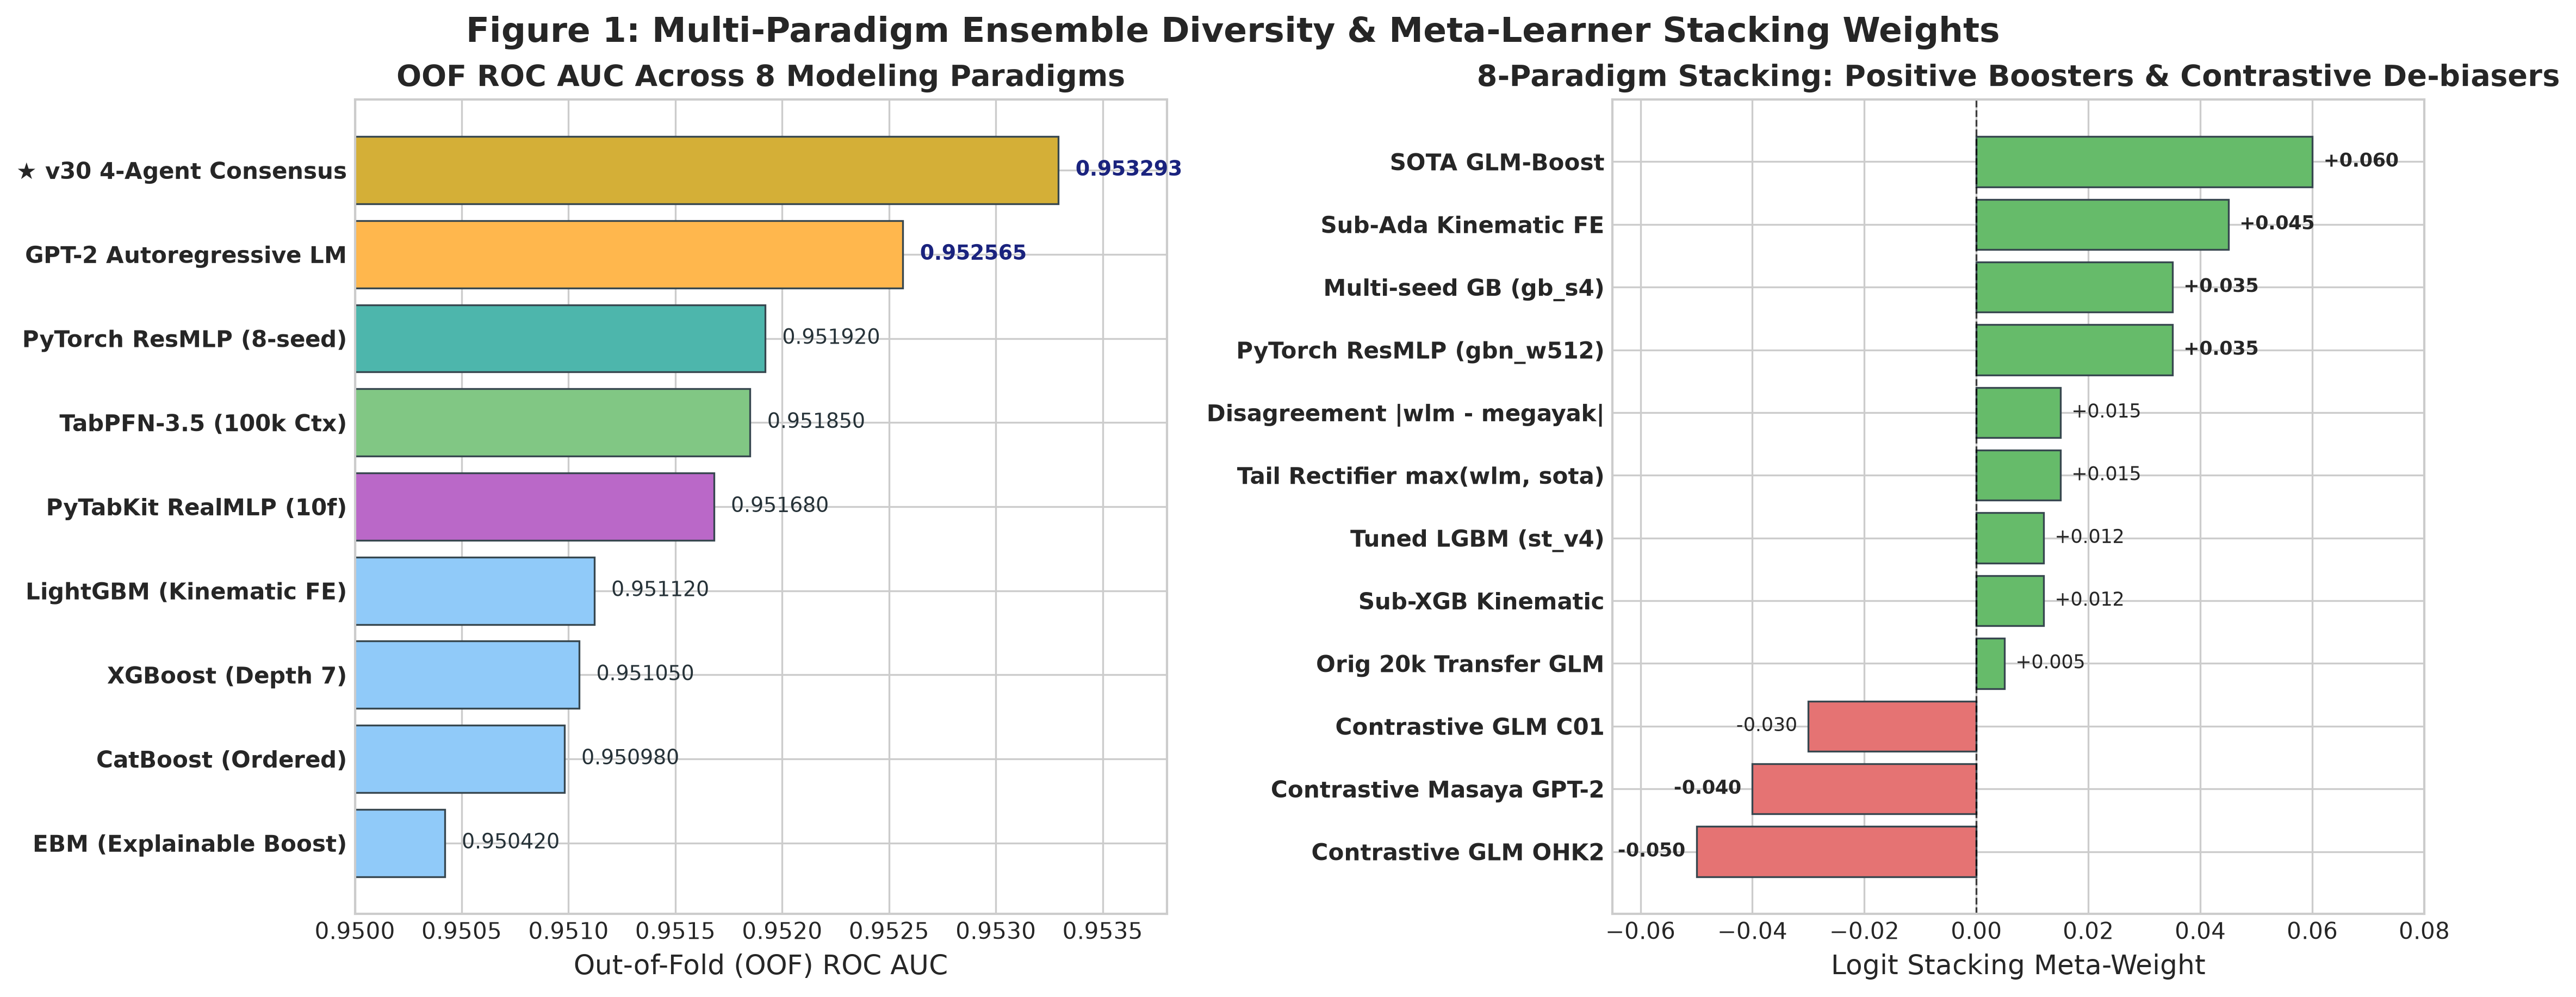 Figure 1: Multi-Paradigm Ensemble Diversity & Meta-Learner Stacking Weights
OOF ROC AUC Across 8 Modeling Paradigms
★ v30 4-Agent Consensus
0.953293
GPT-2 Autoregressive LM
0.952565
PyTorch ResMLP (8-seed)
0.951920
TabPFN-3.5 (100k Ctx)
0.951850
PyTabKit RealMLP (10f)
0.951680
LightGBM (Kinematic FE)
0.951120
XGBoost (Depth 7)
0.951050
CatBoost (Ordered)
0.950980
EBM (Explainable Boost)
0.950420
0.9500 0.9505 0.9510 0.9515 0.9520 0.9525 0.9530 0.9535
Out-of-Fold (OOF) ROC AUC
8-Paradigm Stacking: Positive Boosters & Contrastive De-biasers
SOTA GLM-Boost
+0.060
Sub-Ada Kinematic FE
+0.045
Multi-seed GB (gb_s4)
+0.035
PyTorch ResMLP (gbn_w512)
+0.035
Disagreement |wlm - megayak|
+0.015
Tail Rectifier max(wlm, sota)
+0.015
Tuned LGBM (st_v4)
+0.012
Sub-XGB Kinematic
+0.012
Orig 20k Transfer GLM
+0.005
Contrastive GLM C01
-0.030
Contrastive Masaya GPT-2
-0.040
Contrastive GLM OHK2
-0.050
−0.06 −0.04 −0.02 0.00 0.02 0.04 0.06 0.08
Logit Stacking Meta-Weight